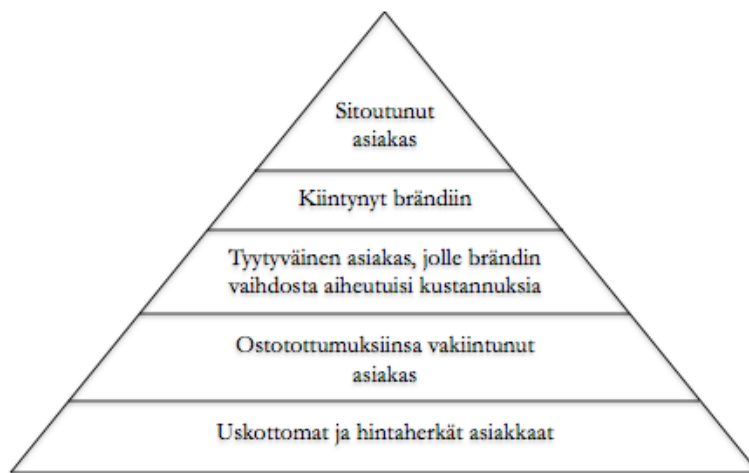 Sitoutunut
asiakas
Kiintynyt brändiin
Tyytyväinen asiakas, jolle brändin
vaihdosta aiheutuisi kustannuksia
Ostotottumuksiinsa vakiintunut
asiakas
Uskottomat ja hintaherkät asiakkaat